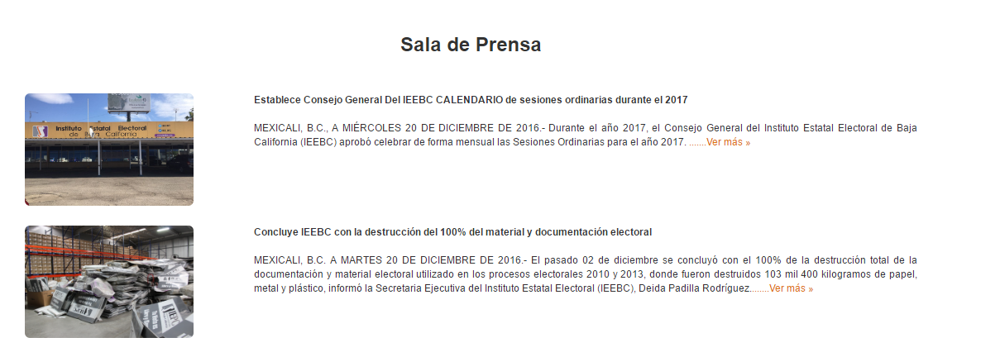 Sala de Prensa
Establece Consejo General Del IEEBC CALENDARIO de sesiones ordinarias durante el 2017
MEXICALI, B.C., A MIÉRCOLES 20 DE DICIEMBRE DE 2016.- Durante el año 2017, el Consejo General del Instituto Estatal Electoral de Baja
California (IEEBC) aprobó celebrar de forma mensual las Sesiones Ordinarias para el año 2017. .......Ver más »
Instituto Estatal Electoral
de Baja California
Concluye IEEBC con la destrucción del 100% del material y documentación electoral
MEXICALI, B.C. A MARTES 20 DE DICIEMBRE DE 2016.- El pasado 02 de diciembre se concluyó con el 100% de la destrucción total de la
documentación y material electoral utilizado en los procesos electorales 2010 y 2013, donde fueron destruidos 103 mil 400 kilogramos de papel,
metal y plástico, informó la Secretaria Ejecutiva del Instituto Estatal Electoral (IEEBC), Deida Padilla Rodríguez........Ver más »